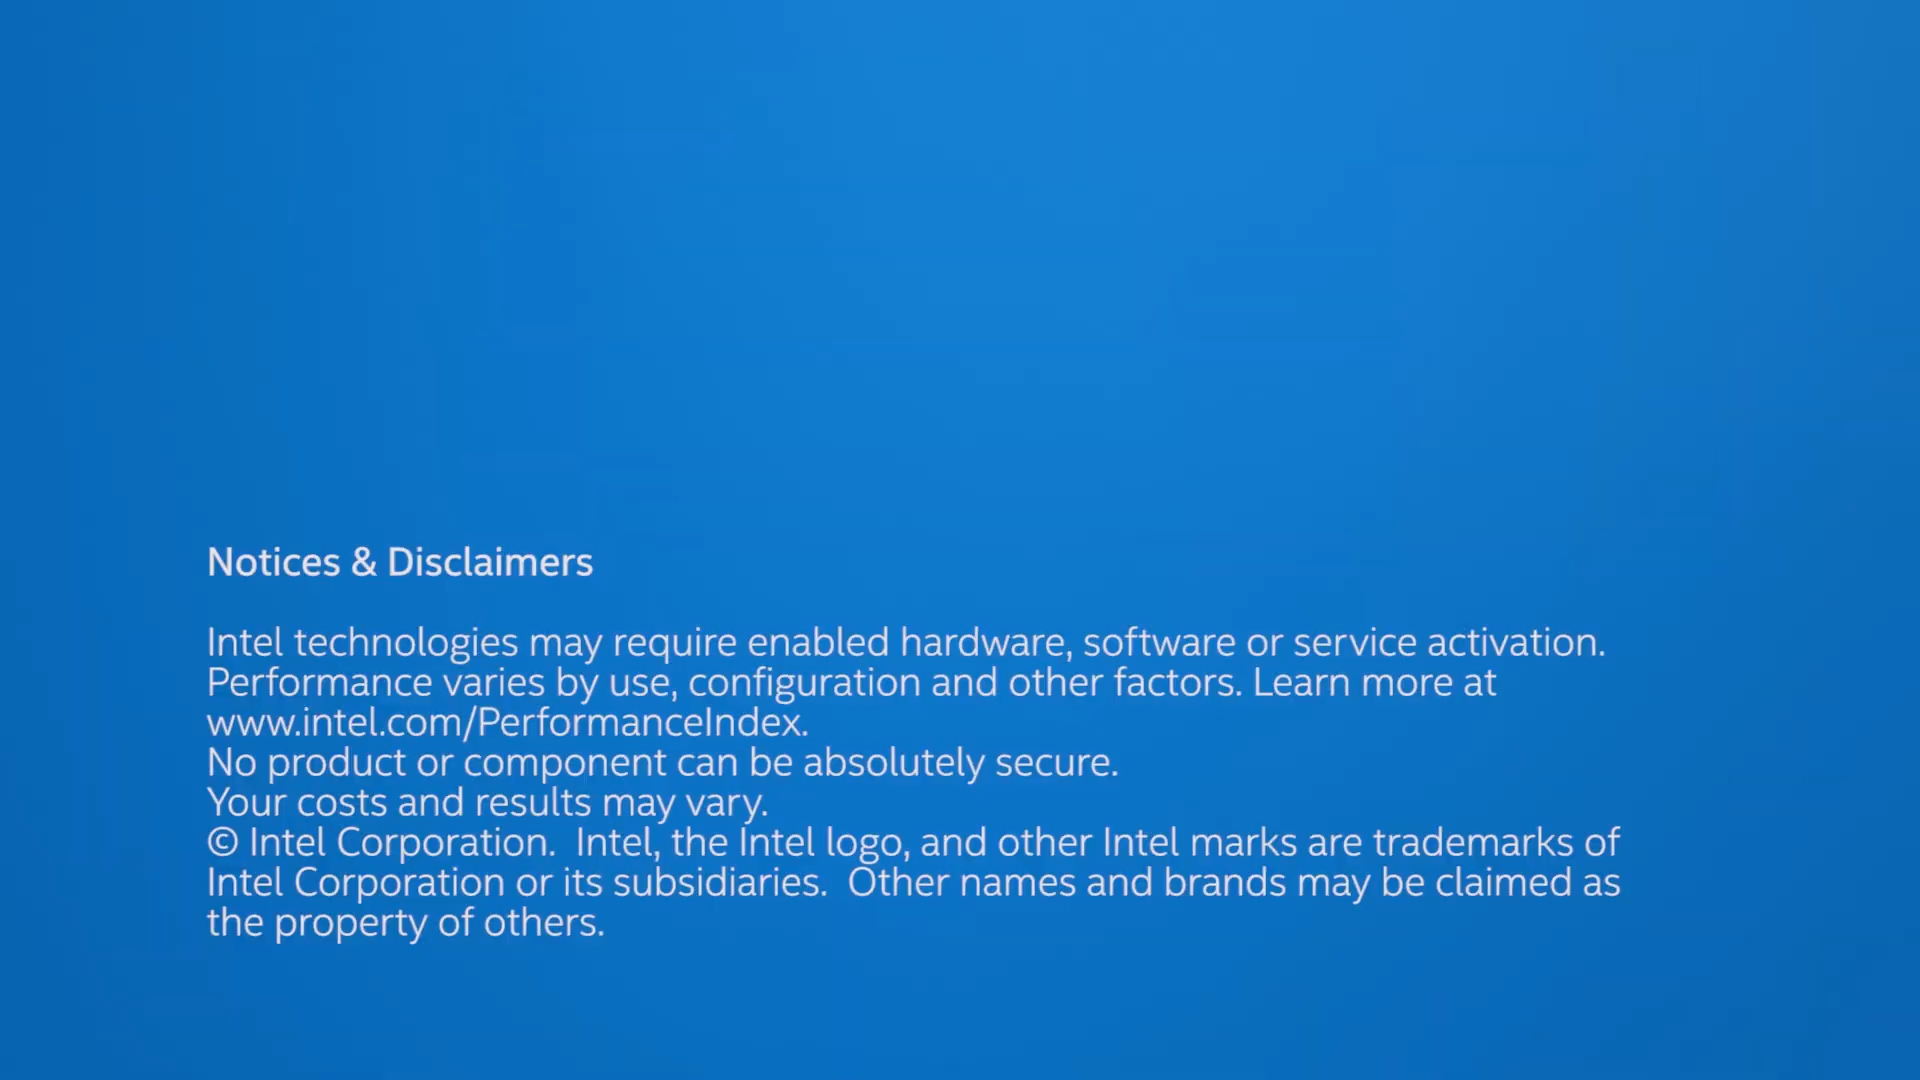 Notices & Disclaimers
Intel technologies may require enabled hardware, software or service activation.
Performance varies by use, configuration and other factors. Learn more at
www.intel.com/PerformanceIndex.
No product or component can be absolutely secure.
Your costs and results may vary.
© Intel Corporation.  Intel, the Intel logo, and other Intel marks are trademarks of
Intel Corporation or its subsidiaries.  Other names and brands may be claimed as
the property of others.